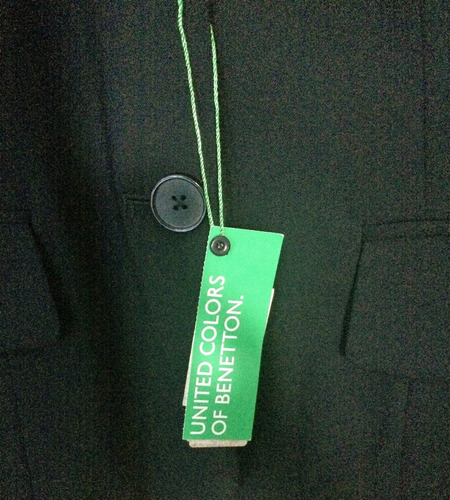 UNITED COLORS
OF BENETTON.